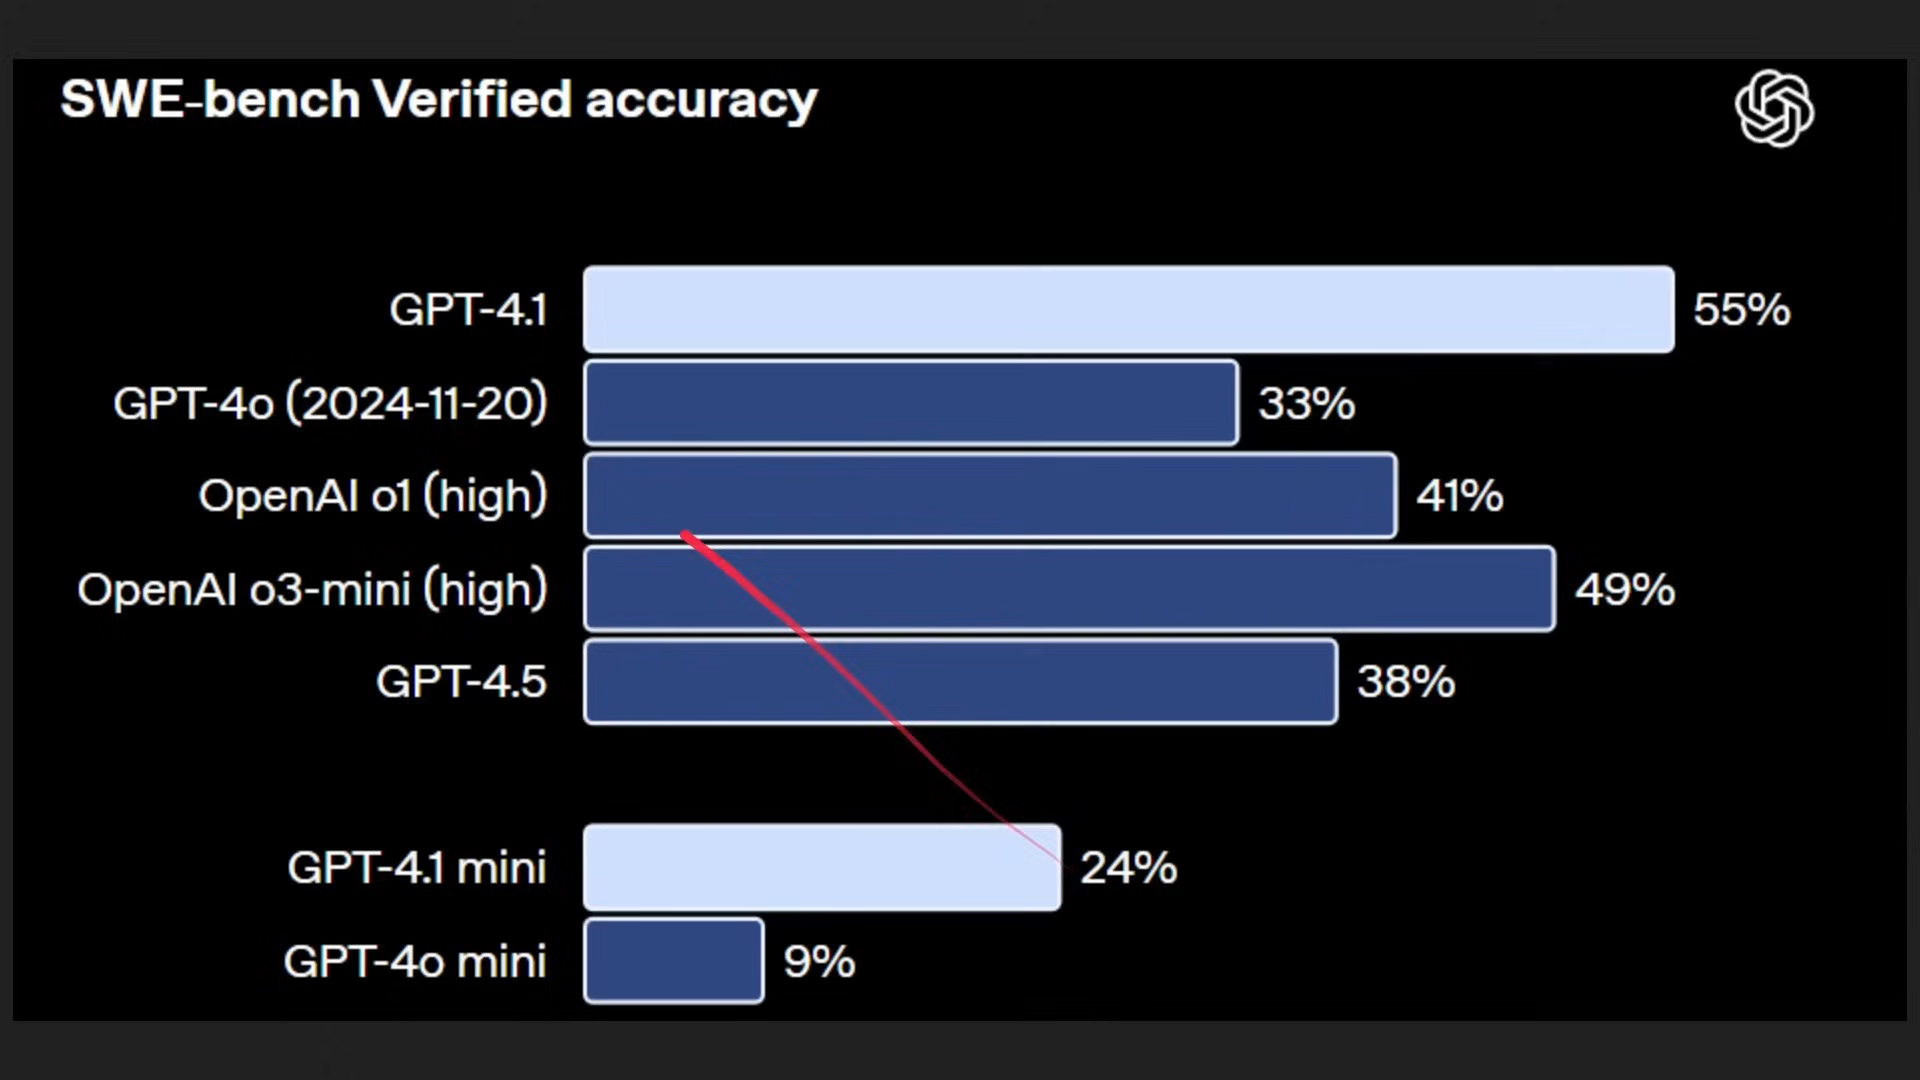 SWE-bench Verified accuracy
GPT-4.1 55%
GPT-4o (2024-11-20) 33%
OpenAI o1 (high) 41%
OpenAI o3-mini (high) 49%
GPT-4.5 38%
GPT-4.1 mini 24%
GPT-4o mini 9%